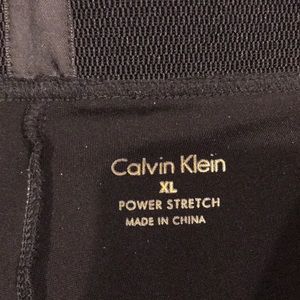 Calvin Klein
XL
POWER STRETCH
MADE IN CHINA